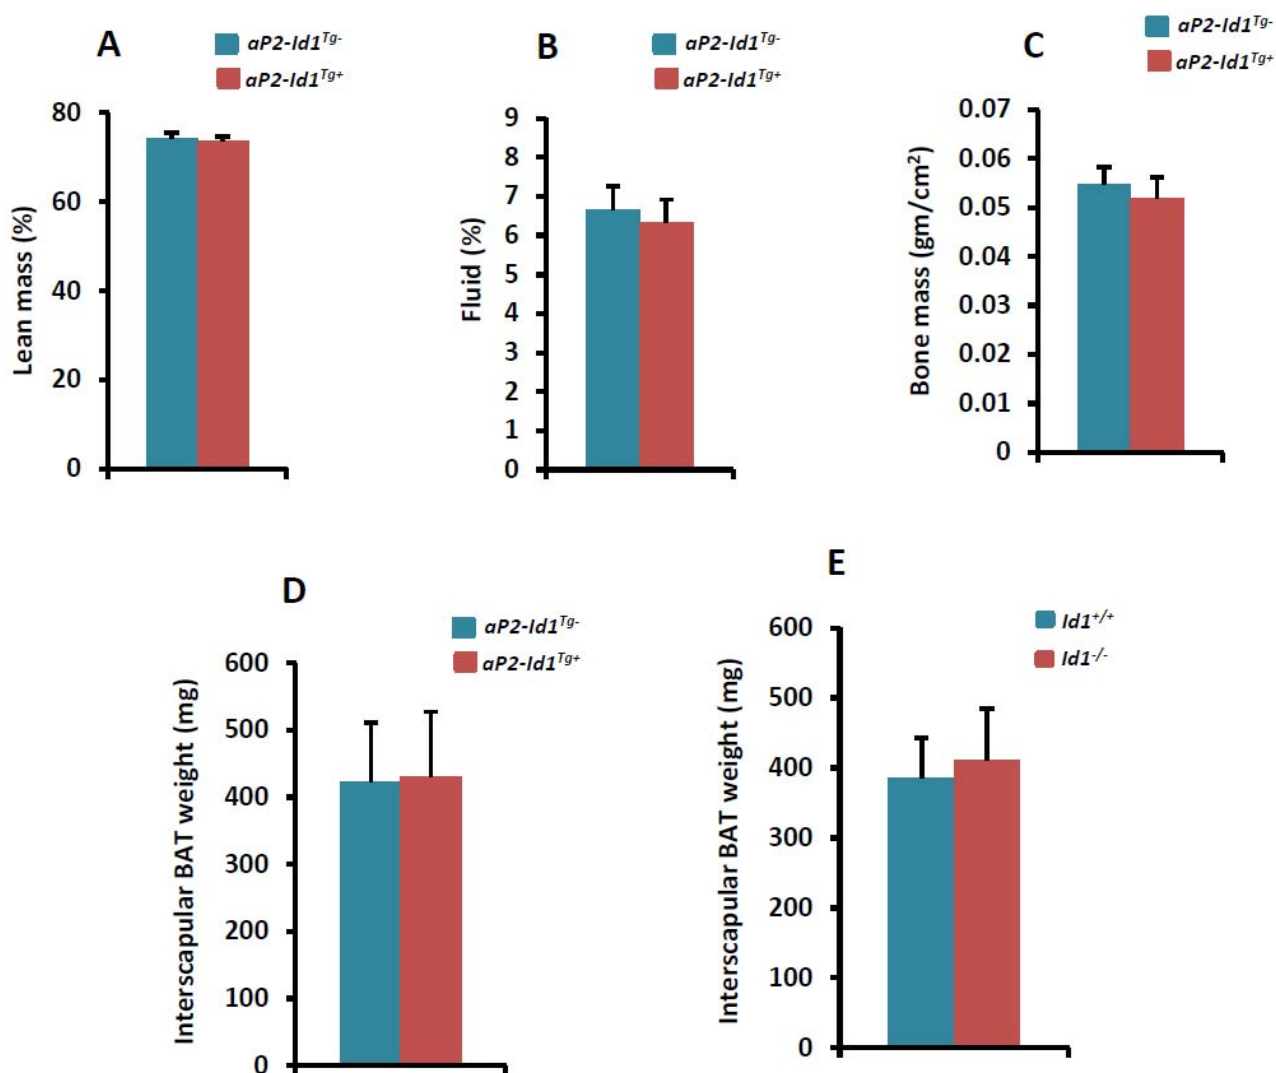 A
aP2-Id1Tg-
aP2-Id1Tg+
Lean mass (%)
80
60
40
20
0
B
aP2-Id1Tg-
aP2-Id1Tg+
Fluid (%)
9
8
7
6
5
4
3
2
1
0
C
aP2-Id1Tg-
aP2-Id1Tg+
Bone mass (gm/cm²)
0.07
0.06
0.05
0.04
0.03
0.02
0.01
0
D
aP2-Id1Tg-
aP2-Id1Tg+
Interscapular BAT weight (mg)
600
500
400
300
200
100
0
E
Id1+/+
Id1-/-
Interscapular BAT weight (mg)
600
500
400
300
200
100
0